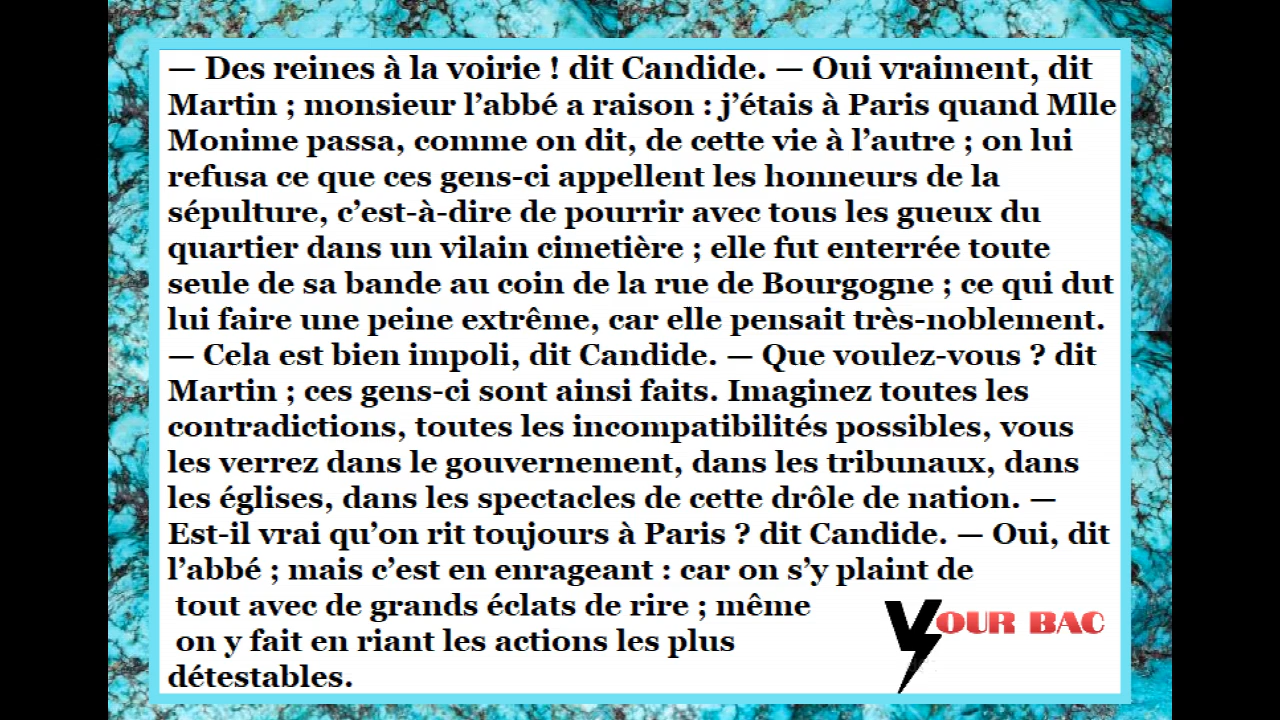 — Des reines à la voirie ! dit Candide. — Oui vraiment, dit
Martin ; monsieur l’abbé a raison : j’étais à Paris quand Mlle
Monime passa, comme on dit, de cette vie à l’autre ; on lui
refusa ce que ces gens-ci appellent les honneurs de la
sépulture, c’est-à-dire de pourrir avec tous les gueux du
quartier dans un vilain cimetière ; elle fut enterrée toute
seule de sa bande au coin de la rue de Bourgogne ; ce qui dut
lui faire une peine extrême, car elle pensait très-noblement.
— Cela est bien impoli, dit Candide. — Que voulez-vous ? dit
Martin ; ces gens-ci sont ainsi faits. Imaginez toutes les
contradictions, toutes les incompatibilités possibles, vous
les verrez dans le gouvernement, dans les tribunaux, dans
les églises, dans les spectacles de cette drôle de nation. —
Est-il vrai qu’on rit toujours à Paris ? dit Candide. — Oui, dit
l’abbé ; mais c’est en enrageant : car on s’y plaint de
tout avec de grands éclats de rire ; même
on y fait en riant les actions les plus
détestables.
YOUR BAC